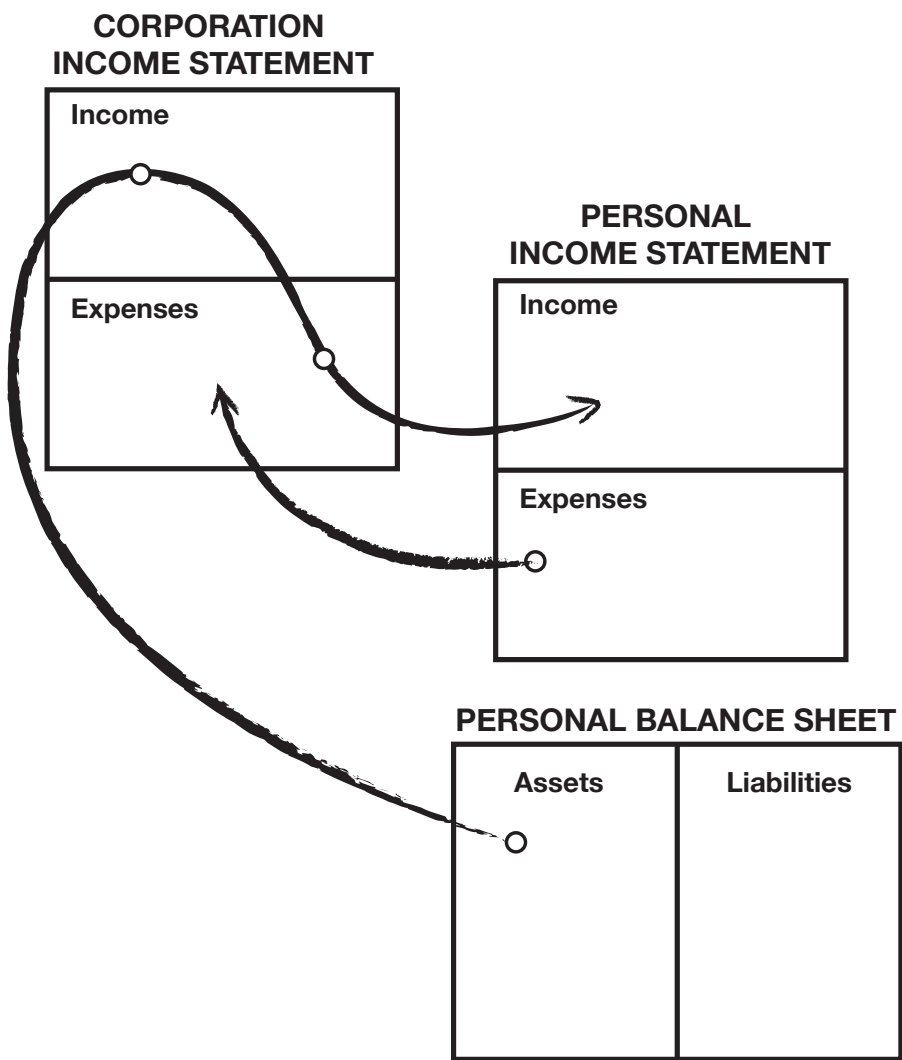 CORPORATION
INCOME STATEMENT
Income
Expenses
PERSONAL
INCOME STATEMENT
Income
Expenses
PERSONAL BALANCE SHEET
Assets
Liabilities